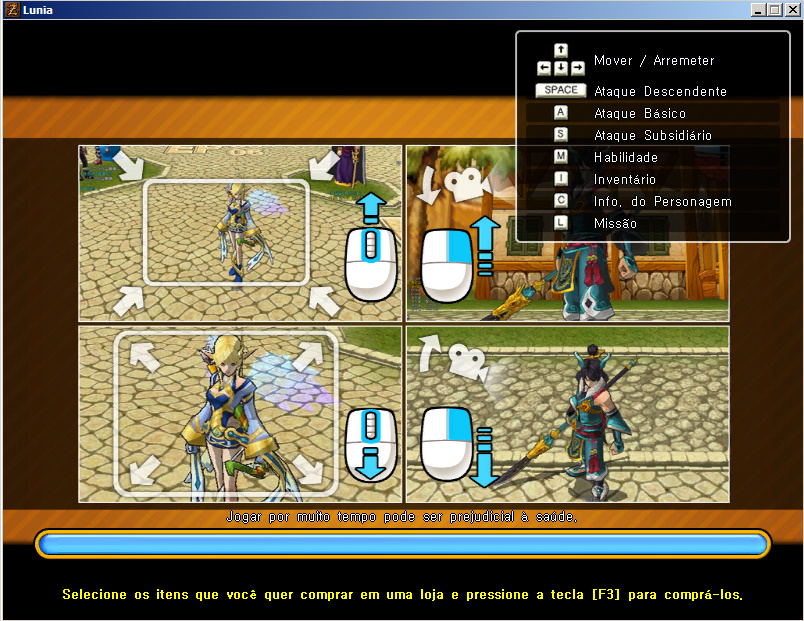 Lunia
Mover / Arremeter
SPACE Ataque Descendente
A Ataque Básico
S Ataque Subsidiário
M Habilidade
I Inventário
C Info. do Personagem
L Missão
Jogar por muito tempo pode ser prejudicial à saúde.
Selecione os itens que você quer comprar em uma loja e pressione a tecla [F3] para comprá-los.